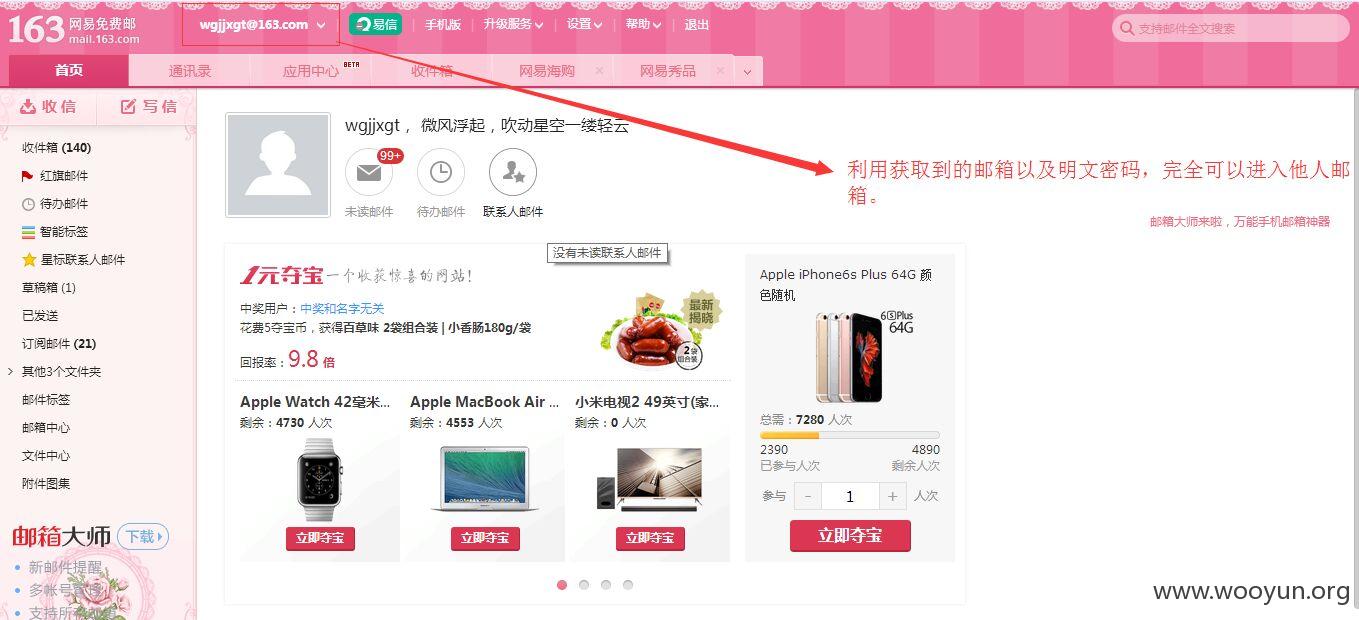 163 网易免费邮
mail.163.com
wgjjxgt@163.com
易信
手机版
升级服务
设置
帮助
退出
支持邮件全文搜索
首页
通讯录
应用中心 BETA
收件箱
网易海购
网易秀品
收信
写信
收件箱 (140)
红旗邮件
待办邮件
智能标签
星标联系人邮件
草稿箱 (1)
已发送
订阅邮件 (21)
其他3个文件夹
邮件标签
邮箱中心
文件中心
附件图集
邮箱大师
下载
新邮件提醒
wgjjxgt， 微风浮起，吹动星空一缕轻云
99+
未读邮件
待办邮件
联系人邮件
没有未读联系人邮件
利用获取到的邮箱以及明文密码，完全可以进入他人邮
箱。
邮箱大师来啦，万能手机邮箱神器
1元夺宝 一个收获惊喜的网站！
中奖用户：中奖和名字无关
花费5夺宝币，获得百草味 2袋组合装 | 小香肠180g/袋
回报率：9.8 倍
最新
揭晓
2袋
组合装
Apple Watch 42毫米...
剩余：4730 人次
立即夺宝
Apple MacBook Air ...
剩余：4553 人次
立即夺宝
小米电视2 49英寸(家...
剩余：0 人次
立即夺宝
Apple iPhone6s Plus 64G 颜
色随机
6S Plus
64G
总需：7280 人次
2390 4890
已参与人次 剩余人次
参与 - 1 + 人次
立即夺宝
www.wooyun.org